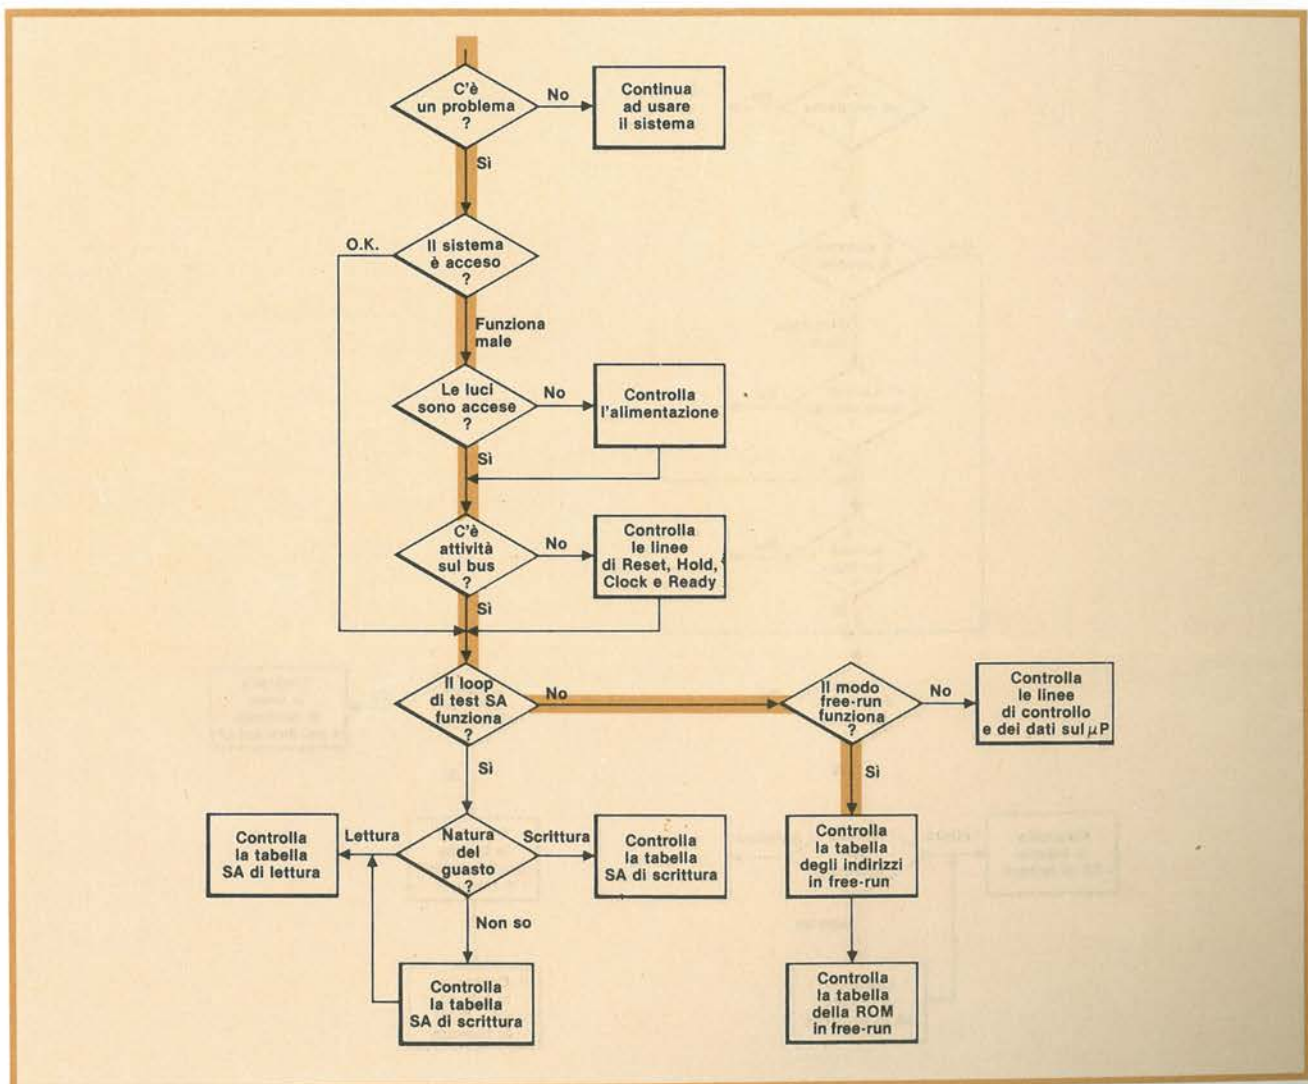 C'è
un problema
?
No
Continua
ad usare
il sistema
Sì
O.K.
Il sistema
è acceso
?
Funziona
male
Le luci
sono accese
?
No
Controlla
l'alimentazione
Sì
C'è
attività
sul bus
?
No
Controlla
le linee
di Reset, Hold,
Clock e Ready
Sì
Il loop
di test SA
funziona
?
No
Il modo
free-run
funziona
?
No
Controlla
le linee
di controllo
e dei dati sul μP
Sì
Sì
Controlla
la tabella
SA di lettura
Lettura
Natura
del
guasto
?
Scrittura
Controlla
la tabella
SA di scrittura
Controlla
la tabella
degli indirizzi
in free-run
Non so
Controlla
la tabella
SA di scrittura
Controlla
la tabella
della ROM
in free-run